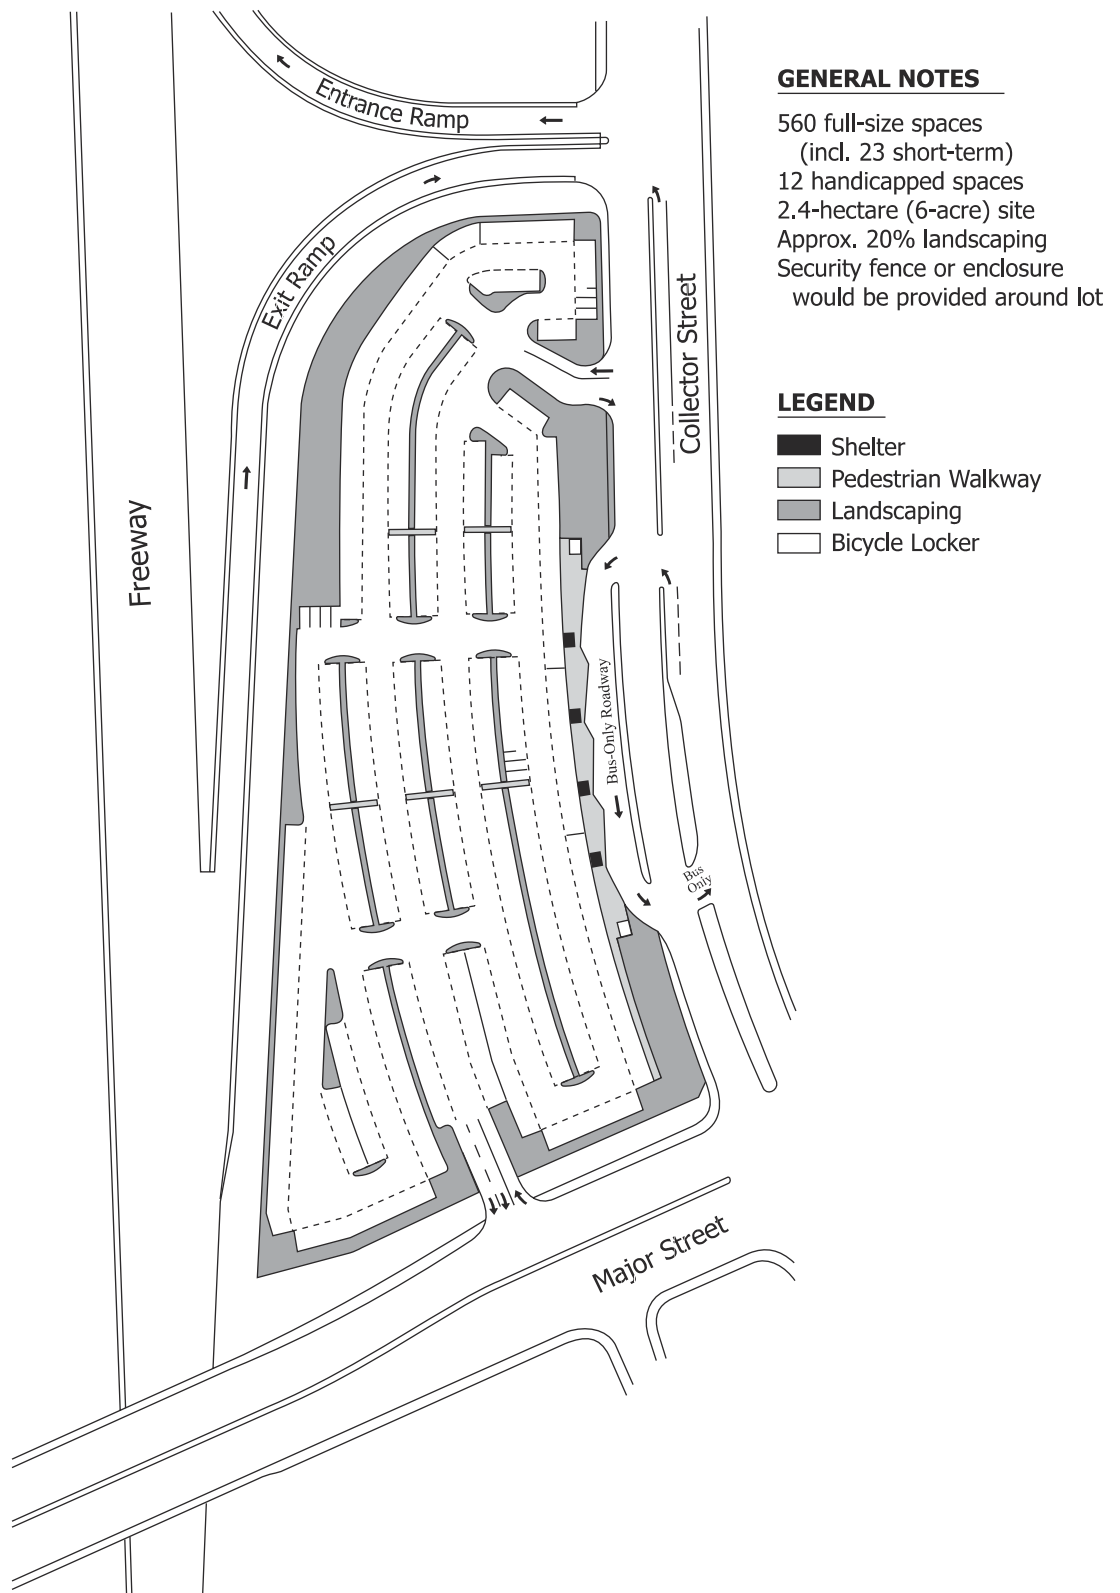 Entrance Ramp
Exit Ramp
Freeway
Collector Street
Bus-Only Roadway
Bus
Only
Major Street
GENERAL NOTES
560 full-size spaces
(incl. 23 short-term)
12 handicapped spaces
2.4-hectare (6-acre) site
Approx. 20% landscaping
Security fence or enclosure
would be provided around lot
LEGEND
Shelter
Pedestrian Walkway
Landscaping
Bicycle Locker